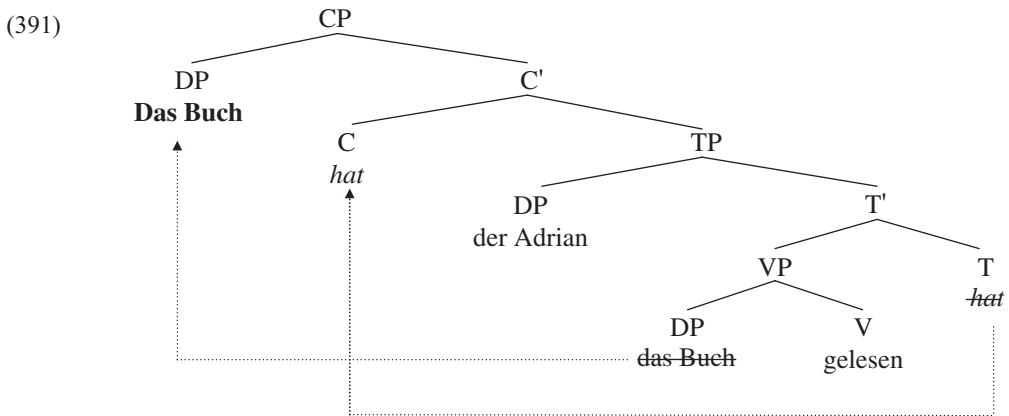 (391)
CP
DP C'
Das Buch
C TP
hat
DP T'
der Adrian
VP T
hat
DP V
das Buch gelesen